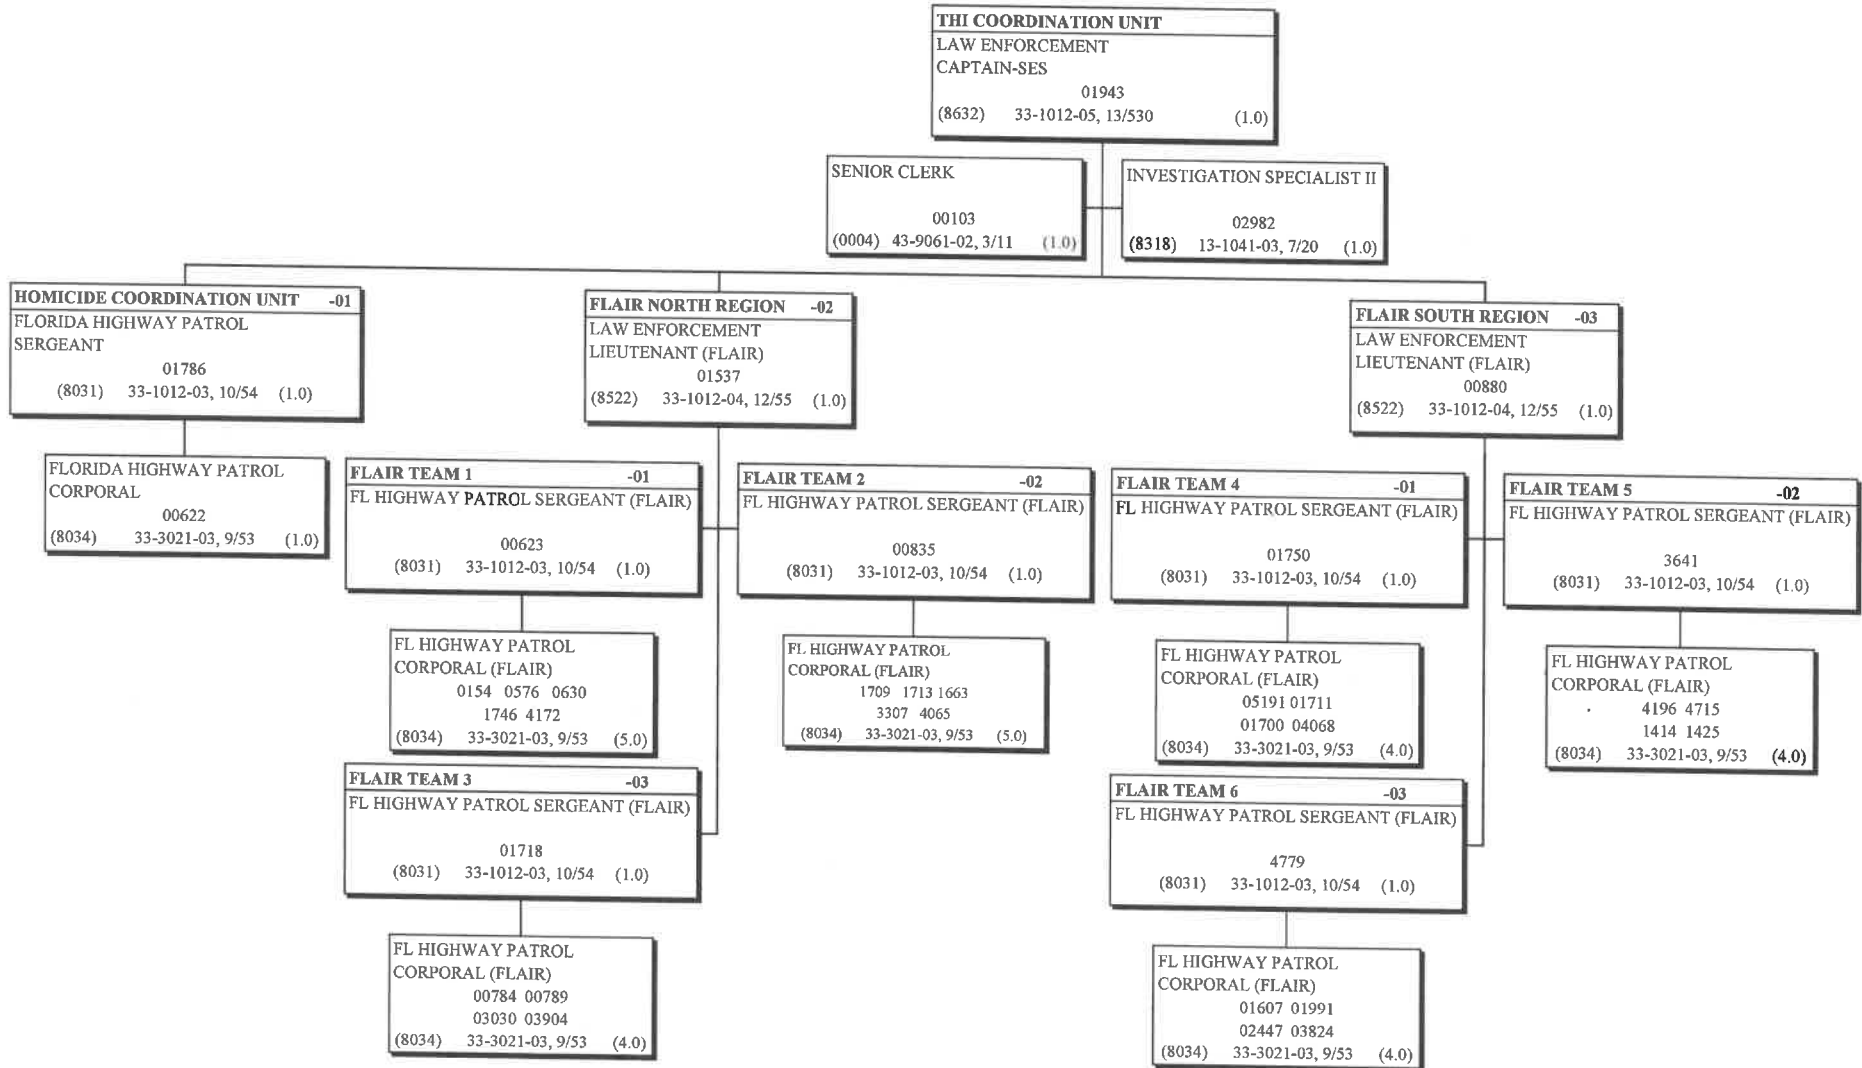 THI COORDINATION UNIT
LAW ENFORCEMENT
CAPTAIN-SES
01943
(8632) 33-1012-05, 13/530 (1.0)
SENIOR CLERK
00103
(0004) 43-9061-02, 3/11 (1.0)
INVESTIGATION SPECIALIST II
02982
(8318) 13-1041-03, 7/20 (1.0)
HOMICIDE COORDINATION UNIT -01
FLORIDA HIGHWAY PATROL
SERGEANT
01786
(8031) 33-1012-03, 10/54 (1.0)
FLORIDA HIGHWAY PATROL
CORPORAL
00622
(8034) 33-3021-03, 9/53 (1.0)
FLAIR NORTH REGION -02
LAW ENFORCEMENT
LIEUTENANT (FLAIR)
01537
(8522) 33-1012-04, 12/55 (1.0)
FLAIR TEAM 1 -01
FL HIGHWAY PATROL SERGEANT (FLAIR)
00623
(8031) 33-1012-03, 10/54 (1.0)
FL HIGHWAY PATROL
CORPORAL (FLAIR)
0154 0576 0630
1746 4172
(8034) 33-3021-03, 9/53 (5.0)
FLAIR TEAM 2 -02
FL HIGHWAY PATROL SERGEANT (FLAIR)
00835
(8031) 33-1012-03, 10/54 (1.0)
FL HIGHWAY PATROL
CORPORAL (FLAIR)
1709 1713 1663
3307 4065
(8034) 33-3021-03, 9/53 (5.0)
FLAIR TEAM 3 -03
FL HIGHWAY PATROL SERGEANT (FLAIR)
01718
(8031) 33-1012-03, 10/54 (1.0)
FL HIGHWAY PATROL
CORPORAL (FLAIR)
00784 00789
03030 03904
(8034) 33-3021-03, 9/53 (4.0)
FLAIR SOUTH REGION -03
LAW ENFORCEMENT
LIEUTENANT (FLAIR)
00880
(8522) 33-1012-04, 12/55 (1.0)
FLAIR TEAM 4 -01
FL HIGHWAY PATROL SERGEANT (FLAIR)
01750
(8031) 33-1012-03, 10/54 (1.0)
FL HIGHWAY PATROL
CORPORAL (FLAIR)
05191 01711
01700 04068
(8034) 33-3021-03, 9/53 (4.0)
FLAIR TEAM 5 -02
FL HIGHWAY PATROL SERGEANT (FLAIR)
3641
(8031) 33-1012-03, 10/54 (1.0)
FL HIGHWAY PATROL
CORPORAL (FLAIR)
4196 4715
1414 1425
(8034) 33-3021-03, 9/53 (4.0)
FLAIR TEAM 6 -03
FL HIGHWAY PATROL SERGEANT (FLAIR)
4779
(8031) 33-1012-03, 10/54 (1.0)
FL HIGHWAY PATROL
CORPORAL (FLAIR)
01607 01991
02447 03824
(8034) 33-3021-03, 9/53 (4.0)